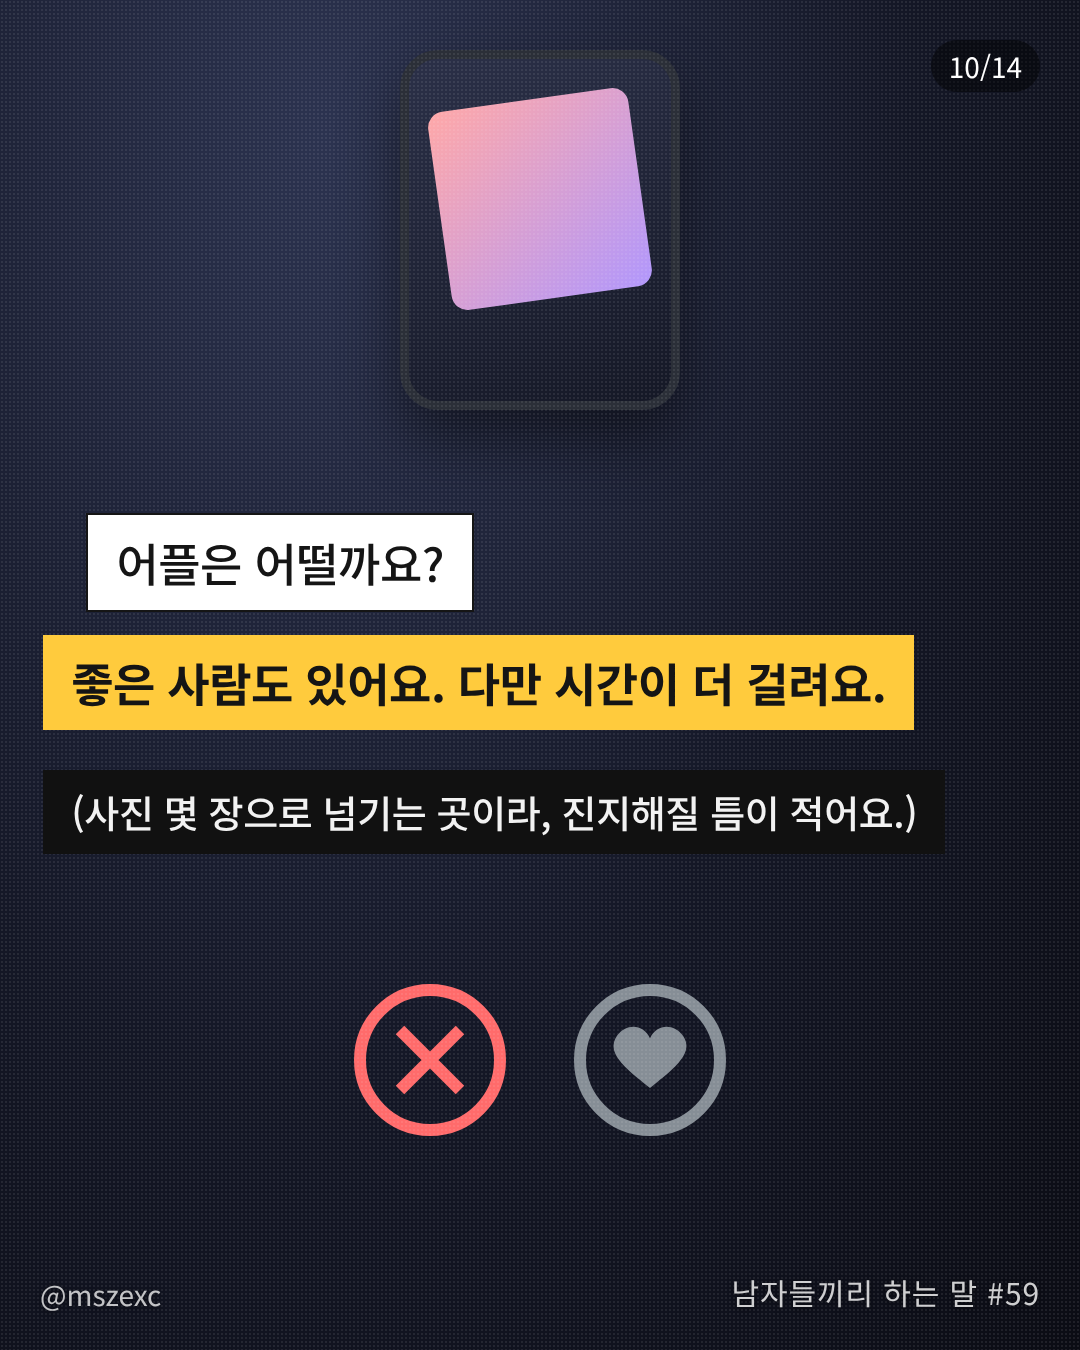 10/14
어플은 어떨까요?
좋은 사람도 있어요. 다만 시간이 더 걸려요.
(사진 몇 장으로 넘기는 곳이라, 진지해질 틈이 적어요.)
@mszexc
남자들끼리 하는 말 #59